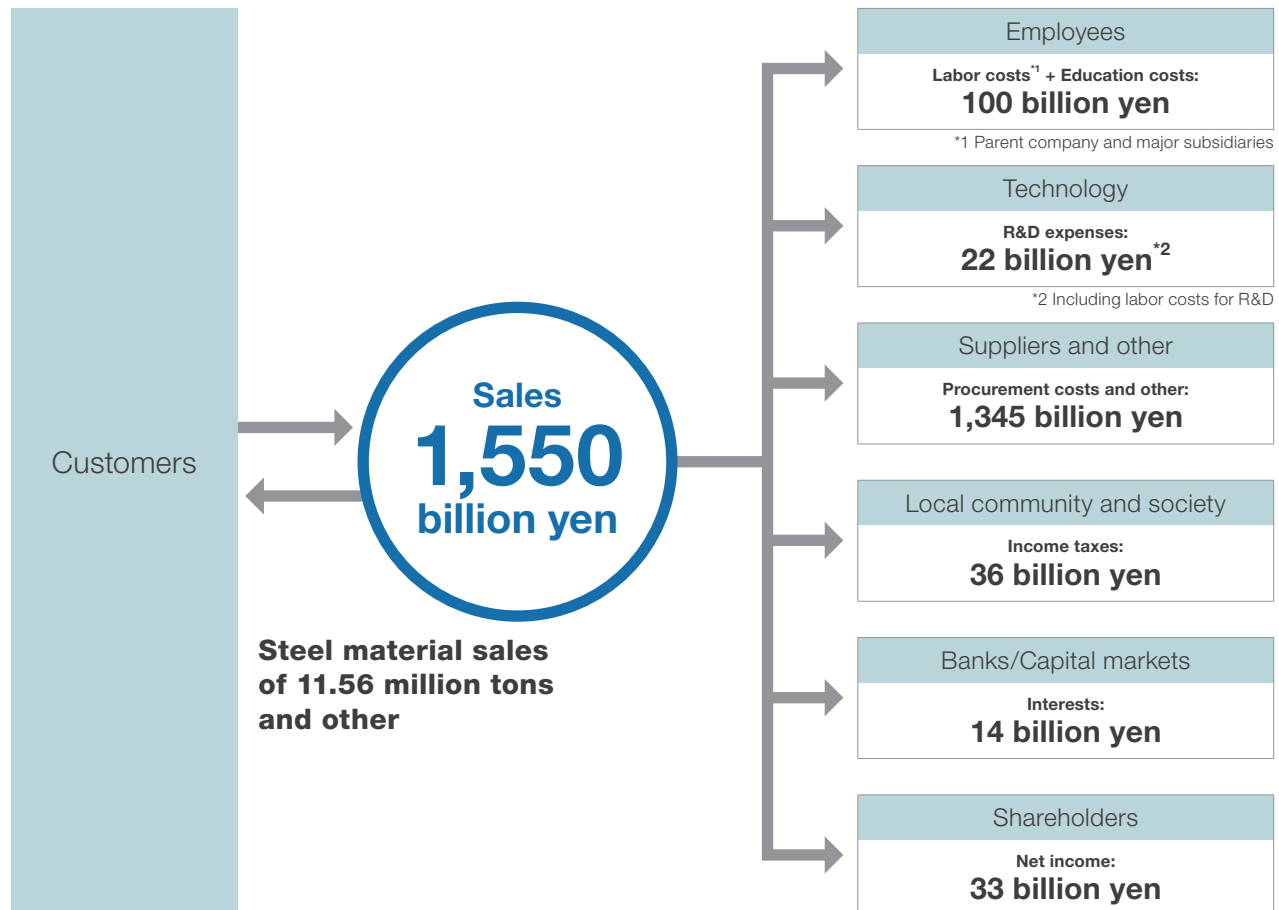 Customers
Sales
1,550
billion yen
Steel material sales
of 11.56 million tons
and other
Employees
Labor costs*1 + Education costs:
100 billion yen
*1 Parent company and major subsidiaries
Technology
R&D expenses:
22 billion yen*2
*2 Including labor costs for R&D
Suppliers and other
Procurement costs and other:
1,345 billion yen
Local community and society
Income taxes:
36 billion yen
Banks/Capital markets
Interests:
14 billion yen
Shareholders
Net income:
33 billion yen